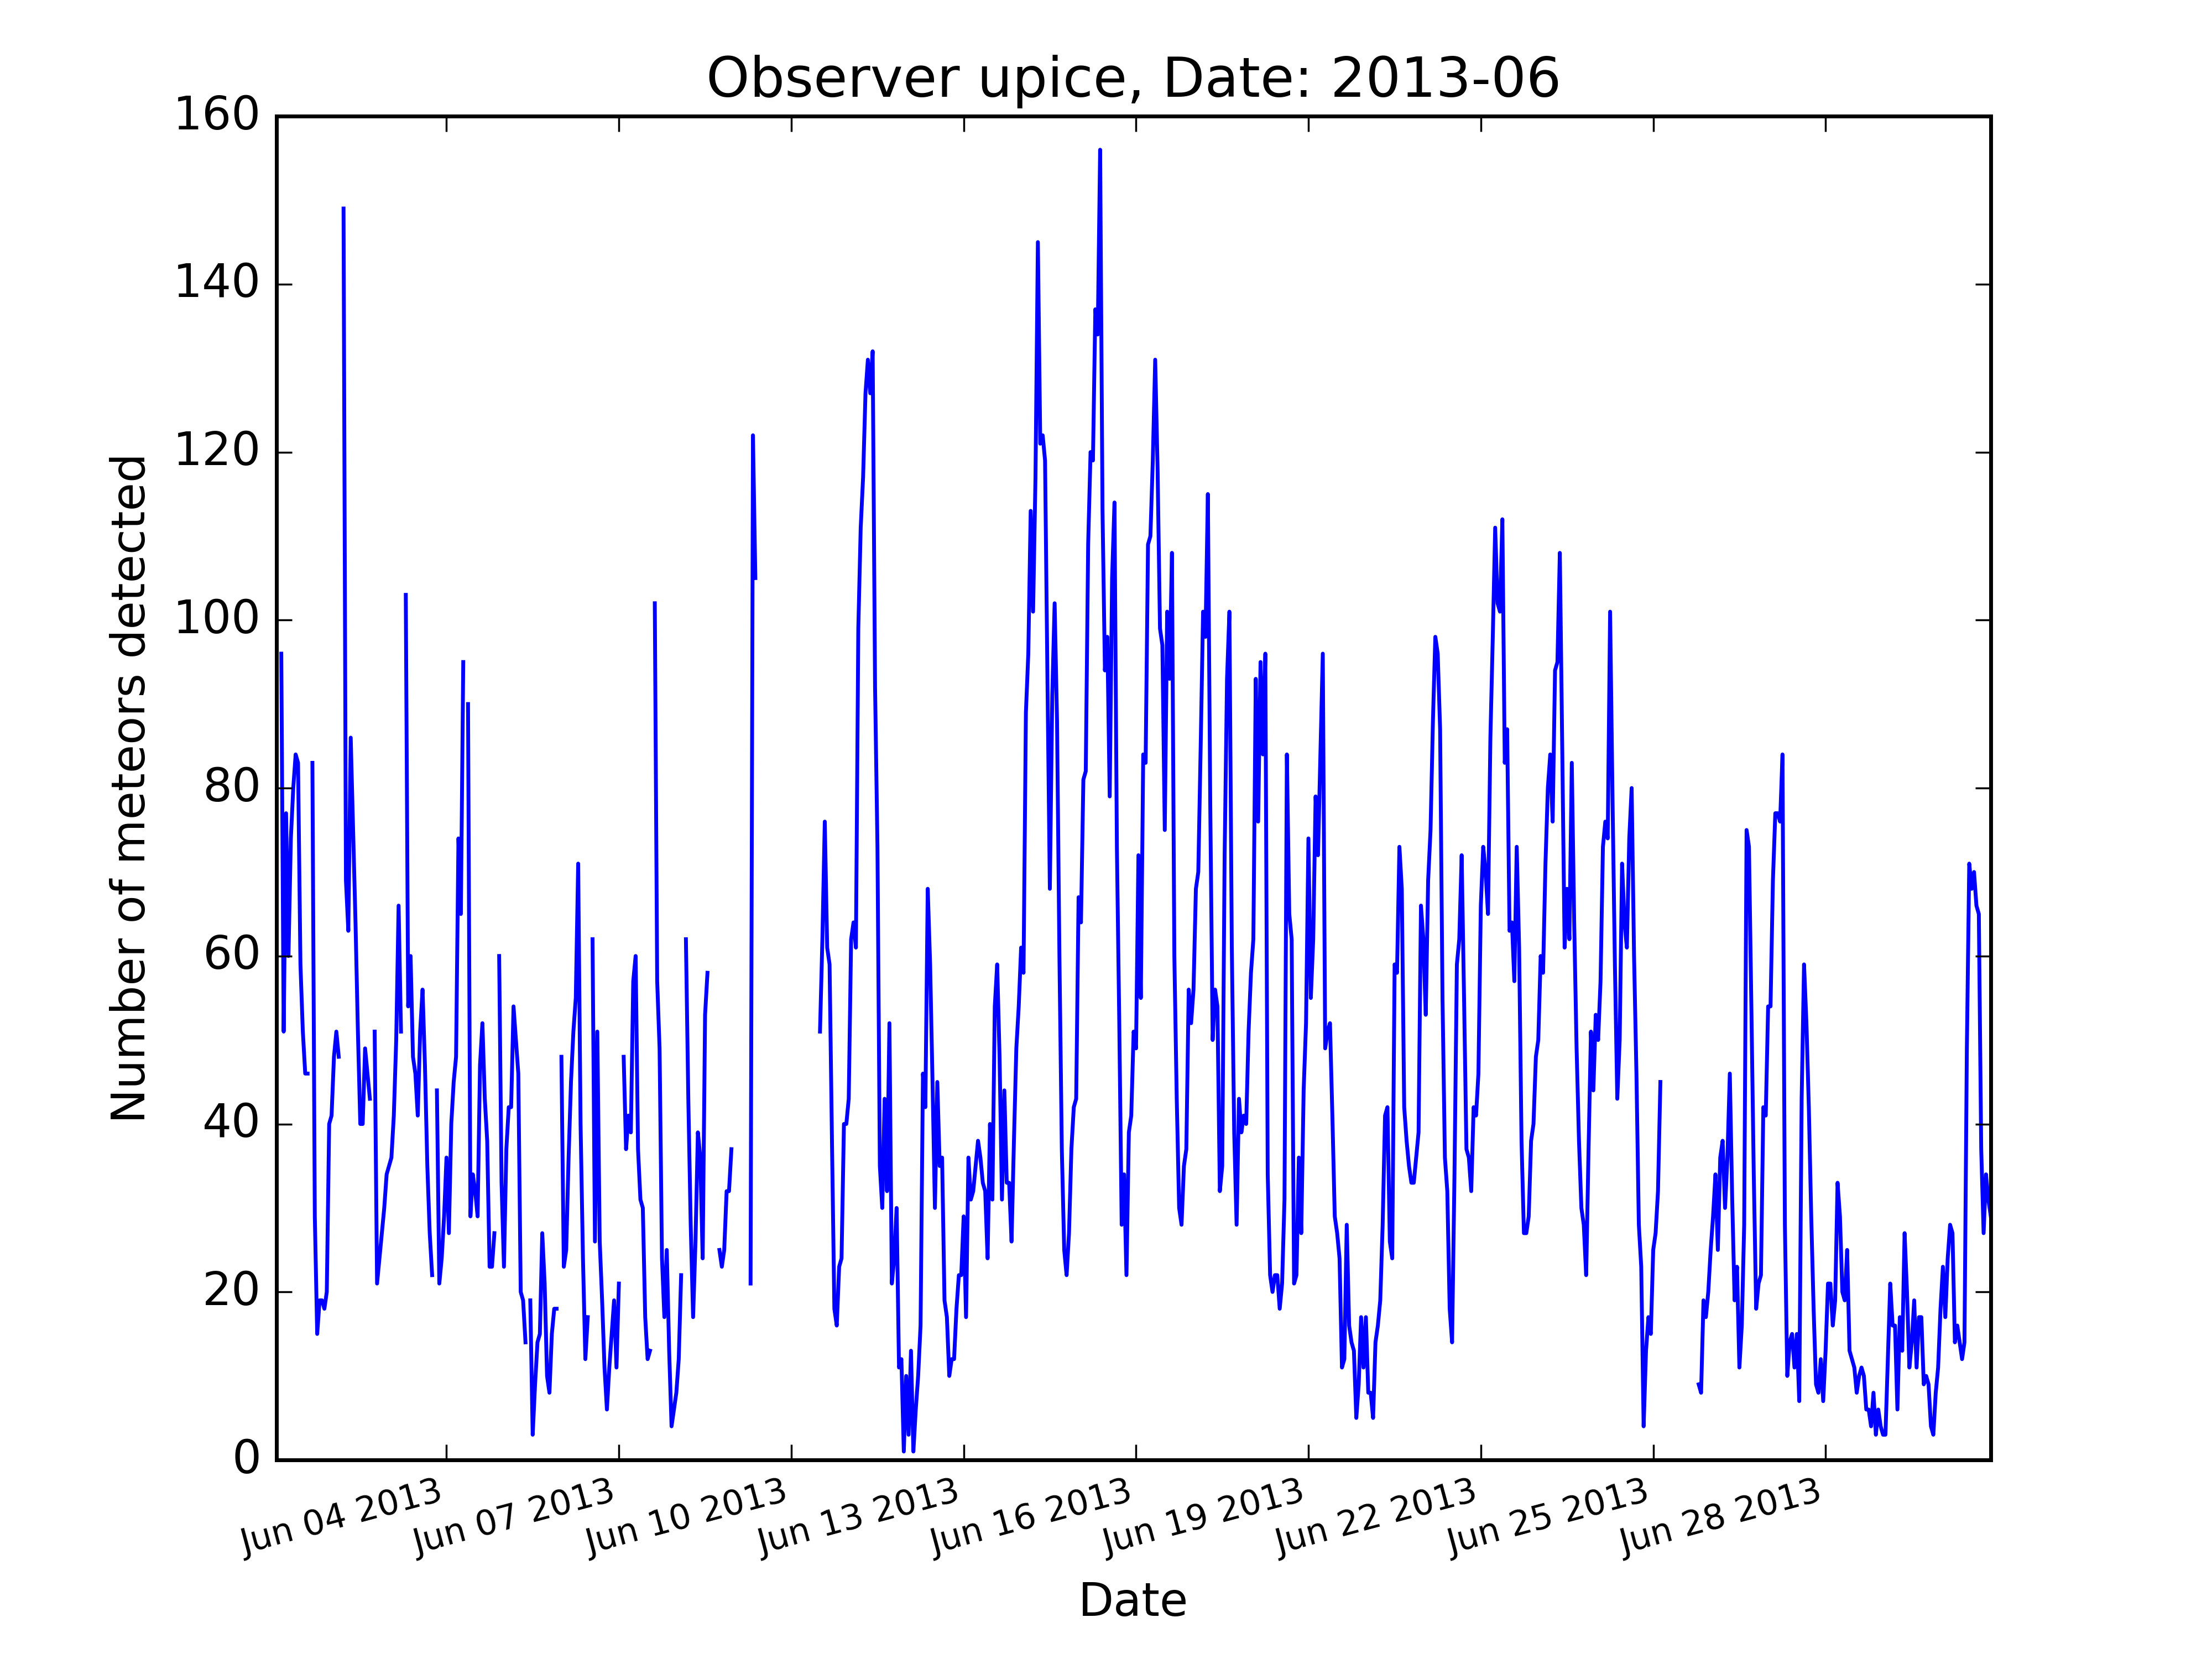 Observer upice, Date: 2013-06
160
140
120
100
80
60
40
20
0
Number of meteors detected
Jun 04 2013
Jun 07 2013
Jun 10 2013
Jun 13 2013
Jun 16 2013
Jun 19 2013
Jun 22 2013
Jun 25 2013
Jun 28 2013
Date